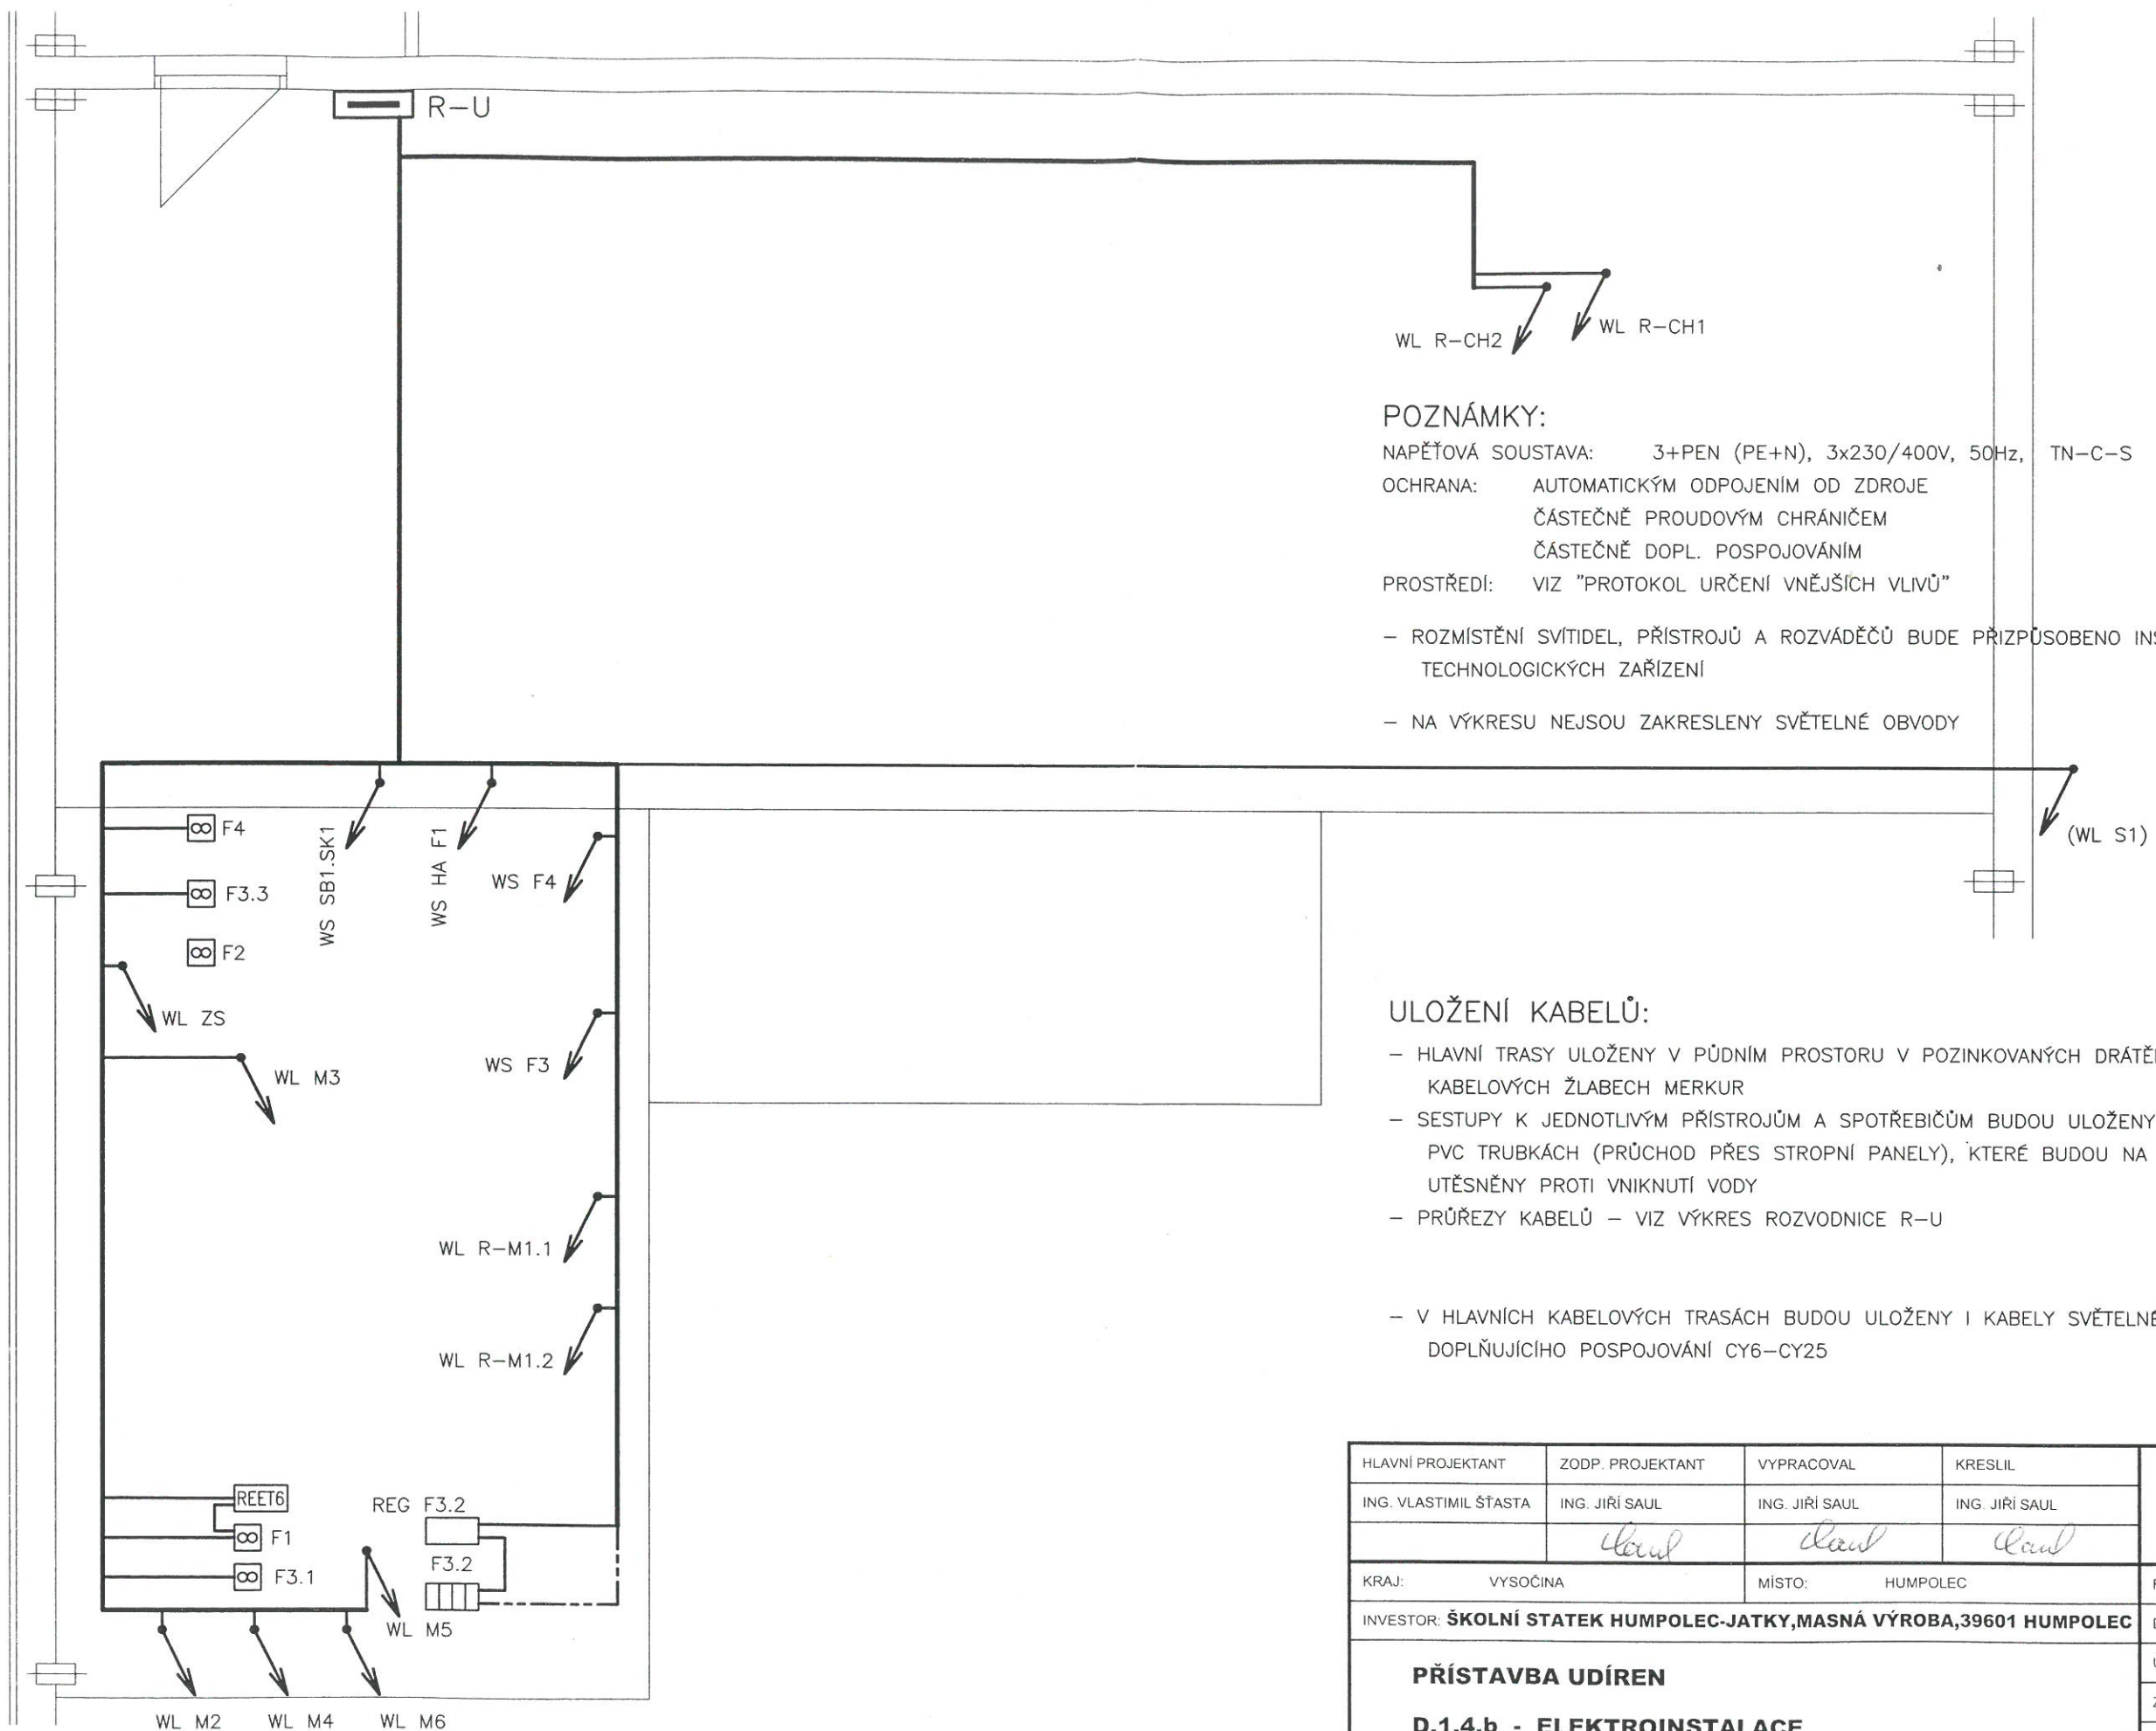 R-U
WL R-CH2
WL R-CH1
POZNÁMKY:
NAPĚŤOVÁ SOUSTAVA: 3+PEN (PE+N), 3x230/400V, 50Hz, TN-C-S
OCHRANA: AUTOMATICKÝM ODPOJENÍM OD ZDROJE
ČÁSTEČNĚ PROUDOVÝM CHRÁNIČEM
ČÁSTEČNĚ DOPL. POSPOJOVÁNÍM
PROSTŘEDÍ: VIZ "PROTOKOL URČENÍ VNĚJŠÍCH VLIVŮ"
- ROZMÍSTĚNÍ SVÍTIDEL, PŘÍSTROJŮ A ROZVÁDĚČŮ BUDE PŘIZPŮSOBENO
TECHNOLOGICKÝCH ZAŘÍZENÍ
- NA VÝKRESU NEJSOU ZAKRESLENY SVĚTELNÉ OBVODY
(WL S1)
F4
WS SB1.SK1
WS HA F1
WS F4
F3.3
F2
WL ZS
WL M3
WS F3
ULOŽENÍ KABELŮ:
- HLAVNÍ TRASY ULOŽENY V PŮDNÍM PROSTORU V POZINKOVANÝCH
KABELOVÝCH ŽLABECH MERKUR
- SESTUPY K JEDNOTLIVÝM PŘÍSTROJŮM A SPOTŘEBIČŮM BUDOU ULOŽENY
PVC TRUBKÁCH (PRŮCHOD PŘES STROPNÍ PANELY), KTERÉ BUDOU NA
UTĚSNĚNY PROTI VNIKNUTÍ VODY
- PRŮŘEZY KABELŮ - VIZ VÝKRES ROZVODNICE R-U
- V HLAVNÍCH KABELOVÝCH TRASÁCH BUDOU ULOŽENY I KABELY
DOPLŇUJÍCÍHO POSPOJOVÁNÍ CY6-CY25
WL R-M1.1
WL R-M1.2
REET6
REG F3.2
F1
F3.2
F3.1
WL M5
WL M2
WL M4
WL M6
HLAVNÍ PROJEKTANT ZODP. PROJEKTANT VYPRACOVAL KRESLIL
ING. VLASTIMIL ŠŤASTA ING. JIŘÍ SAUL ING. JIŘÍ SAUL ING. JIŘÍ SAUL
KRAJ: VYSOČINA MÍSTO: HUMPOLEC
INVESTOR: ŠKOLNÍ STATEK HUMPOLEC-JATKY,MASNÁ VÝROBA,39601 HUMPOLEC
PŘÍSTAVBA UDÍREN
D.1.4.b - ELEKTROINSTALACE